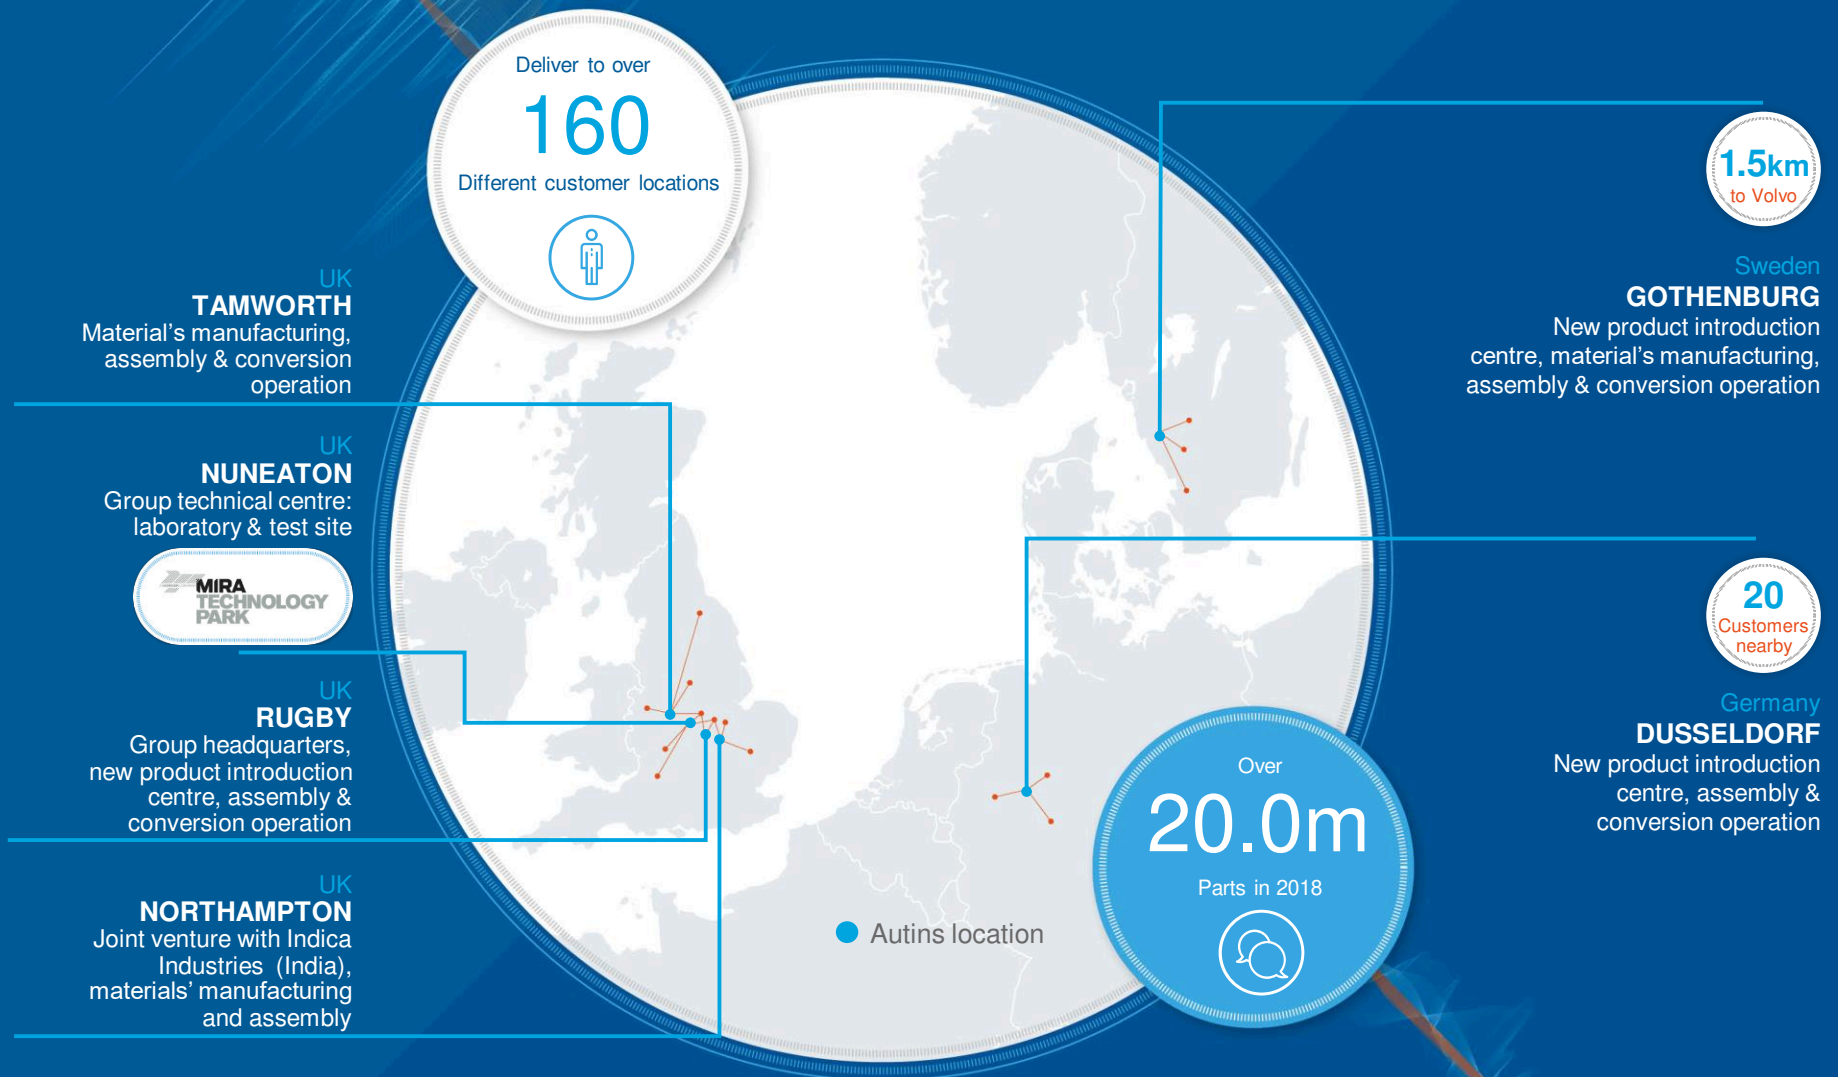 Deliver to over
160
Different customer locations
UK
TAMWORTH
Material's manufacturing,
assembly & conversion
operation
UK
NUNEATON
Group technical centre:
laboratory & test site
MIRA
TECHNOLOGY
PARK
UK
RUGBY
Group headquarters,
new product introduction
centre, assembly &
conversion operation
UK
NORTHAMPTON
Joint venture with Indica
Industries (India),
materials' manufacturing
and assembly
1.5km
to Volvo
Sweden
GOTHENBURG
New product introduction
centre, material's manufacturing,
assembly & conversion operation
20
Customers
nearby
Germany
DUSSELDORF
New product introduction
centre, assembly &
conversion operation
Over
20.0m
Parts in 2018
Autins location